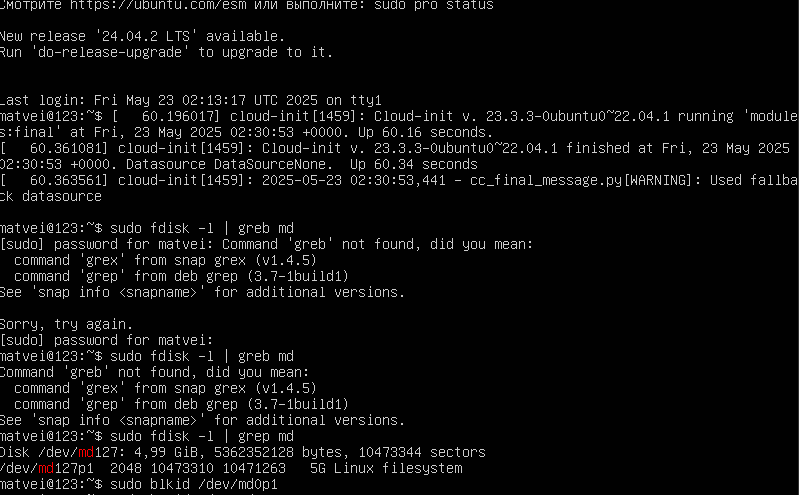 Смотрите https://ubuntu.com/esm или выполните: sudo pro status
New release '24.04.2 LTS' available.
Run 'do-release-upgrade' to upgrade to it.
Last login: Fri May 23 02:13:17 UTC 2025 on tty1
matvei@123:~$ [   60.196017] cloud-init[1459]: Cloud-init v. 23.3.3-0ubuntu0~22.04.1 running 'module
s:final' at Fri, 23 May 2025 02:30:53 +0000. Up 60.16 seconds.
[   60.361081] cloud-init[1459]: Cloud-init v. 23.3.3-0ubuntu0~22.04.1 finished at Fri, 23 May 2025
02:30:53 +0000. Datasource DataSourceNone.  Up 60.34 seconds
[   60.363561] cloud-init[1459]: 2025-05-23 02:30:53,441 - cc_final_message.py[WARNING]: Used fallba
ck datasource
matvei@123:~$ sudo fdisk -l | greb md
[sudo] password for matvei: Command 'greb' not found, did you mean:
  command 'grex' from snap grex (v1.4.5)
  command 'grep' from deb grep (3.7-1build1)
See 'snap info <snapname>' for additional versions.
Sorry, try again.
[sudo] password for matvei:
matvei@123:~$ sudo fdisk -l | greb md
Command 'greb' not found, did you mean:
  command 'grex' from snap grex (v1.4.5)
  command 'grep' from deb grep (3.7-1build1)
See 'snap info <snapname>' for additional versions.
matvei@123:~$ sudo fdisk -l | grep md
Disk /dev/md127: 4,99 GiB, 5362352128 bytes, 10473344 sectors
/dev/md127p1  2048 10473310 10471263   5G Linux filesystem
matvei@123:~$ sudo blkid /dev/md0p1